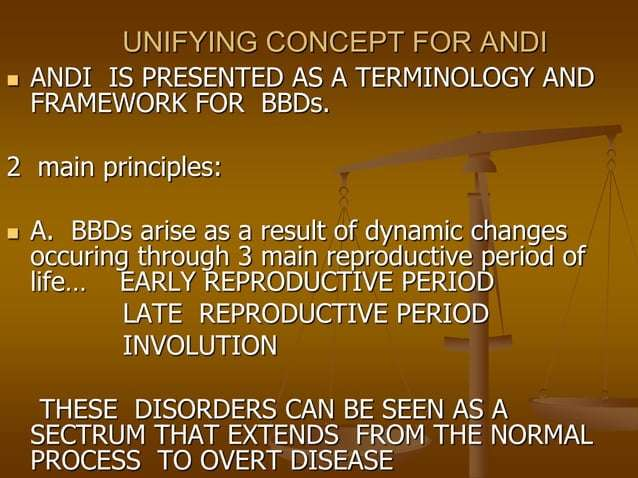 UNIFYING CONCEPT FOR ANDI
ANDI IS PRESENTED AS A TERMINOLOGY AND
FRAMEWORK FOR BBDs.
2 main principles:
A. BBDs arise as a result of dynamic changes
occuring through 3 main reproductive period of
life... EARLY REPRODUCTIVE PERIOD
LATE REPRODUCTIVE PERIOD
INVOLUTION
THESE DISORDERS CAN BE SEEN AS A
SECTRUM THAT EXTENDS FROM THE NORMAL
PROCESS TO OVERT DISEASE